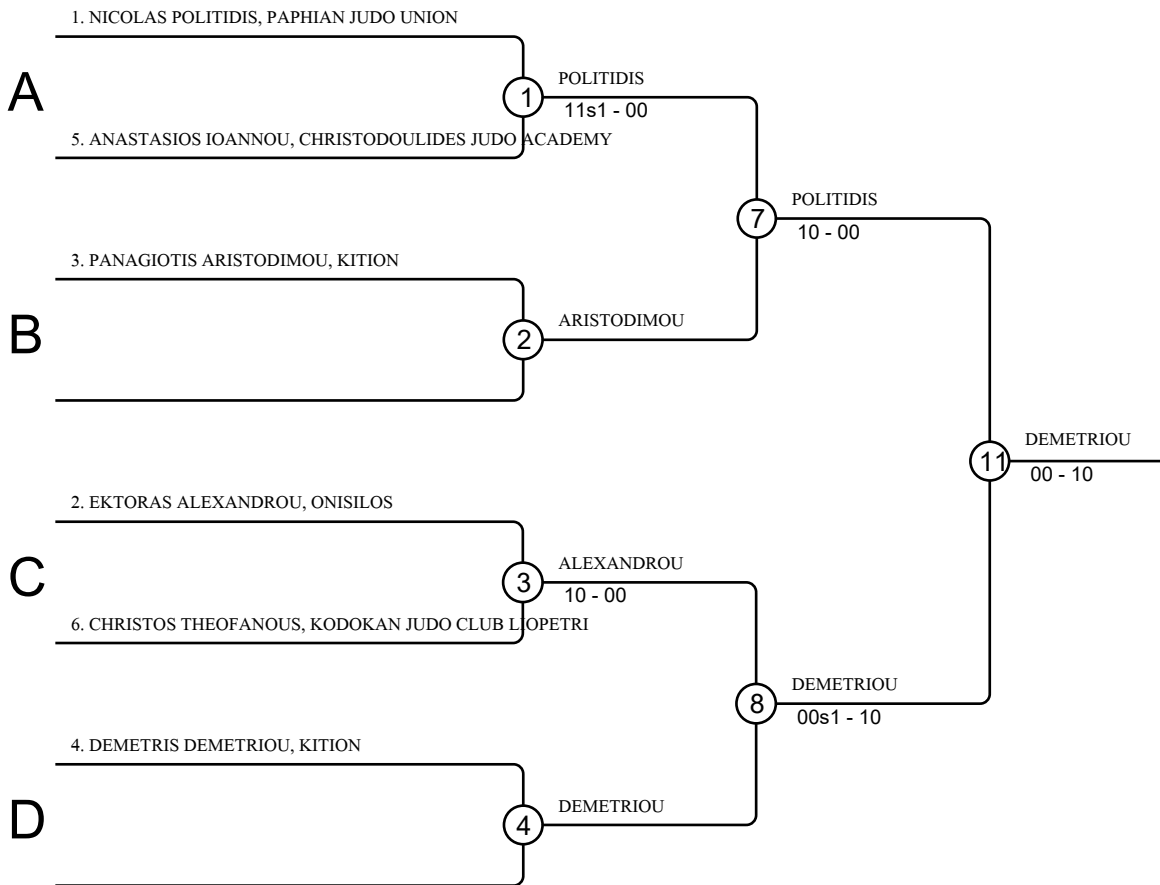 1. NICOLAS POLITIDIS, PAPHIAN JUDO UNION
A
1
POLITIDIS
11s1 - 00
5. ANASTASIOS IOANNOU, CHRISTODOULIDES JUDO ACADEMY
7
POLITIDIS
10 - 00
3. PANAGIOTIS ARISTODIMOU, KITION
B
2
ARISTODIMOU
11
DEMETRIOU
00 - 10
2. EKTORAS ALEXANDROU, ONISILOS
C
3
ALEXANDROU
10 - 00
6. CHRISTOS THEOFANOUS, KODOKAN JUDO CLUB LIOPETRI
8
DEMETRIOU
00s1 - 10
4. DEMETRIS DEMETRIOU, KITION
D
4
DEMETRIOU